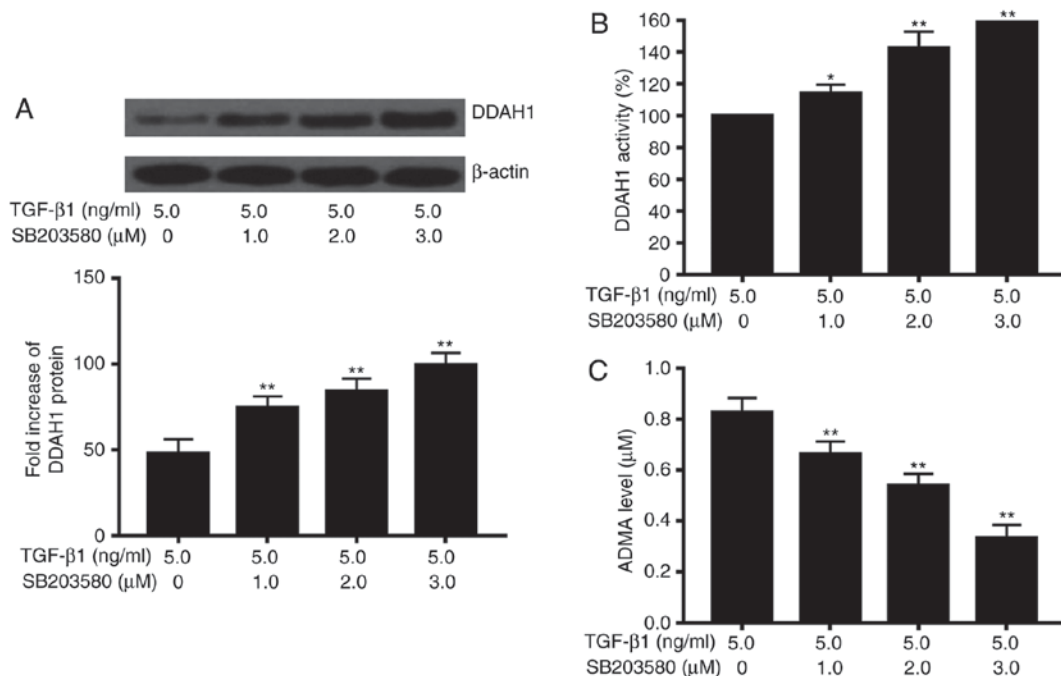 A
DDAH1
β-actin
TGF-β1 (ng/ml) 5.0 5.0 5.0 5.0
SB203580 (μM) 0 1.0 2.0 3.0
Fold increase of
DDAH1 protein
150
100
50
0
** ** **
TGF-β1 (ng/ml) 5.0 5.0 5.0 5.0
SB203580 (μM) 0 1.0 2.0 3.0
B
DDAH1 activity (%)
160
140
120
100
80
60
40
20
0
* ** **
TGF-β1 (ng/ml) 5.0 5.0 5.0 5.0
SB203580 (μM) 0 1.0 2.0 3.0
C
ADMA level (μM)
1.0
0.8
0.6
0.4
0.2
0.0
** ** **
TGF-β1 (ng/ml) 5.0 5.0 5.0 5.0
SB203580 (μM) 0 1.0 2.0 3.0